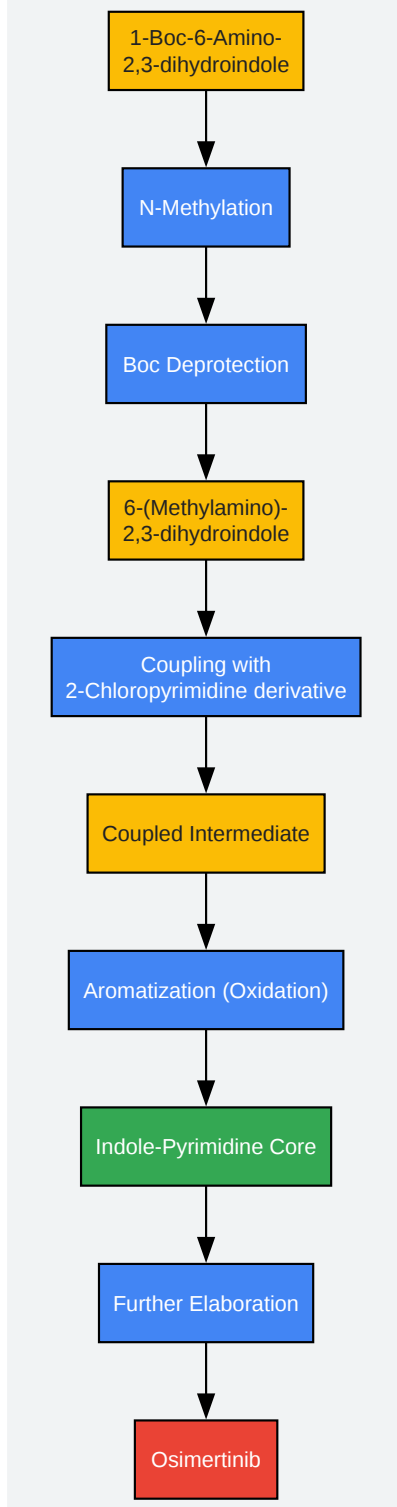 1-Boc-6-Amino-
2,3-dihydroindole
N-Methylation
Boc Deprotection
6-(Methylamino)-
2,3-dihydroindole
Coupling with
2-Chloropyrimidine derivative
Coupled Intermediate
Aromatization (Oxidation)
Indole-Pyrimidine Core
Further Elaboration
Osimertinib